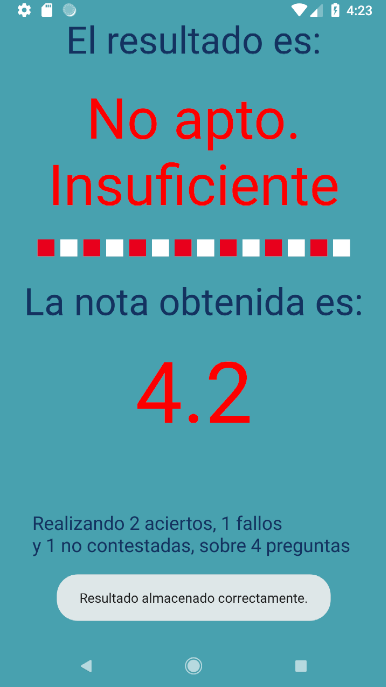 4:23
El resultado es:
No apto.
Insuficiente
La nota obtenida es:
4.2
Realizando 2 aciertos, 1 fallos
y 1 no contestadas, sobre 4 preguntas
Resultado almacenado correctamente.